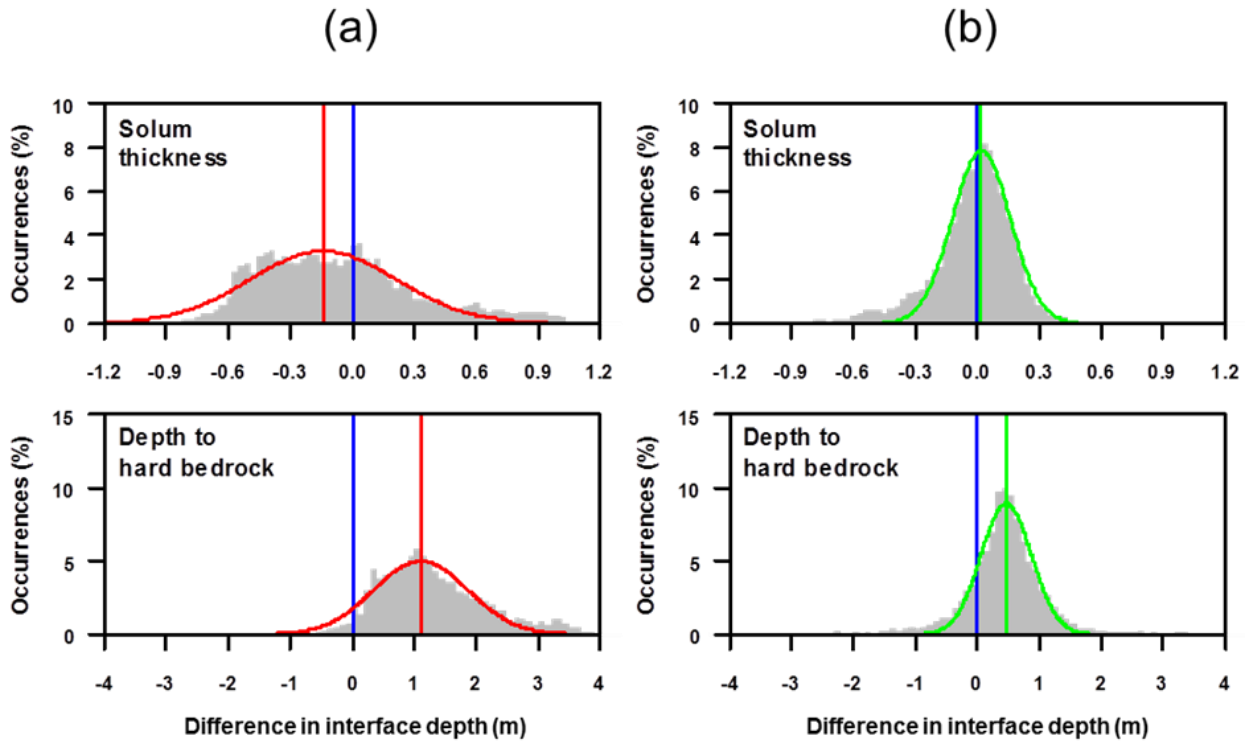 (a)
(b)
Occurrences (%)
10
8
6
4
2
0
Solum
thickness
-1.2 -0.9 -0.6 -0.3 0.0 0.3 0.6 0.9 1.2
Occurrences (%)
10
8
6
4
2
0
Solum
thickness
-1.2 -0.9 -0.6 -0.3 0.0 0.3 0.6 0.9 1.2
Occurrences (%)
15
10
5
0
Depth to
hard bedrock
-4 -3 -2 -1 0 1 2 3 4
Difference in interface depth (m)
Occurrences (%)
15
10
5
0
Depth to
hard bedrock
-4 -3 -2 -1 0 1 2 3 4
Difference in interface depth (m)